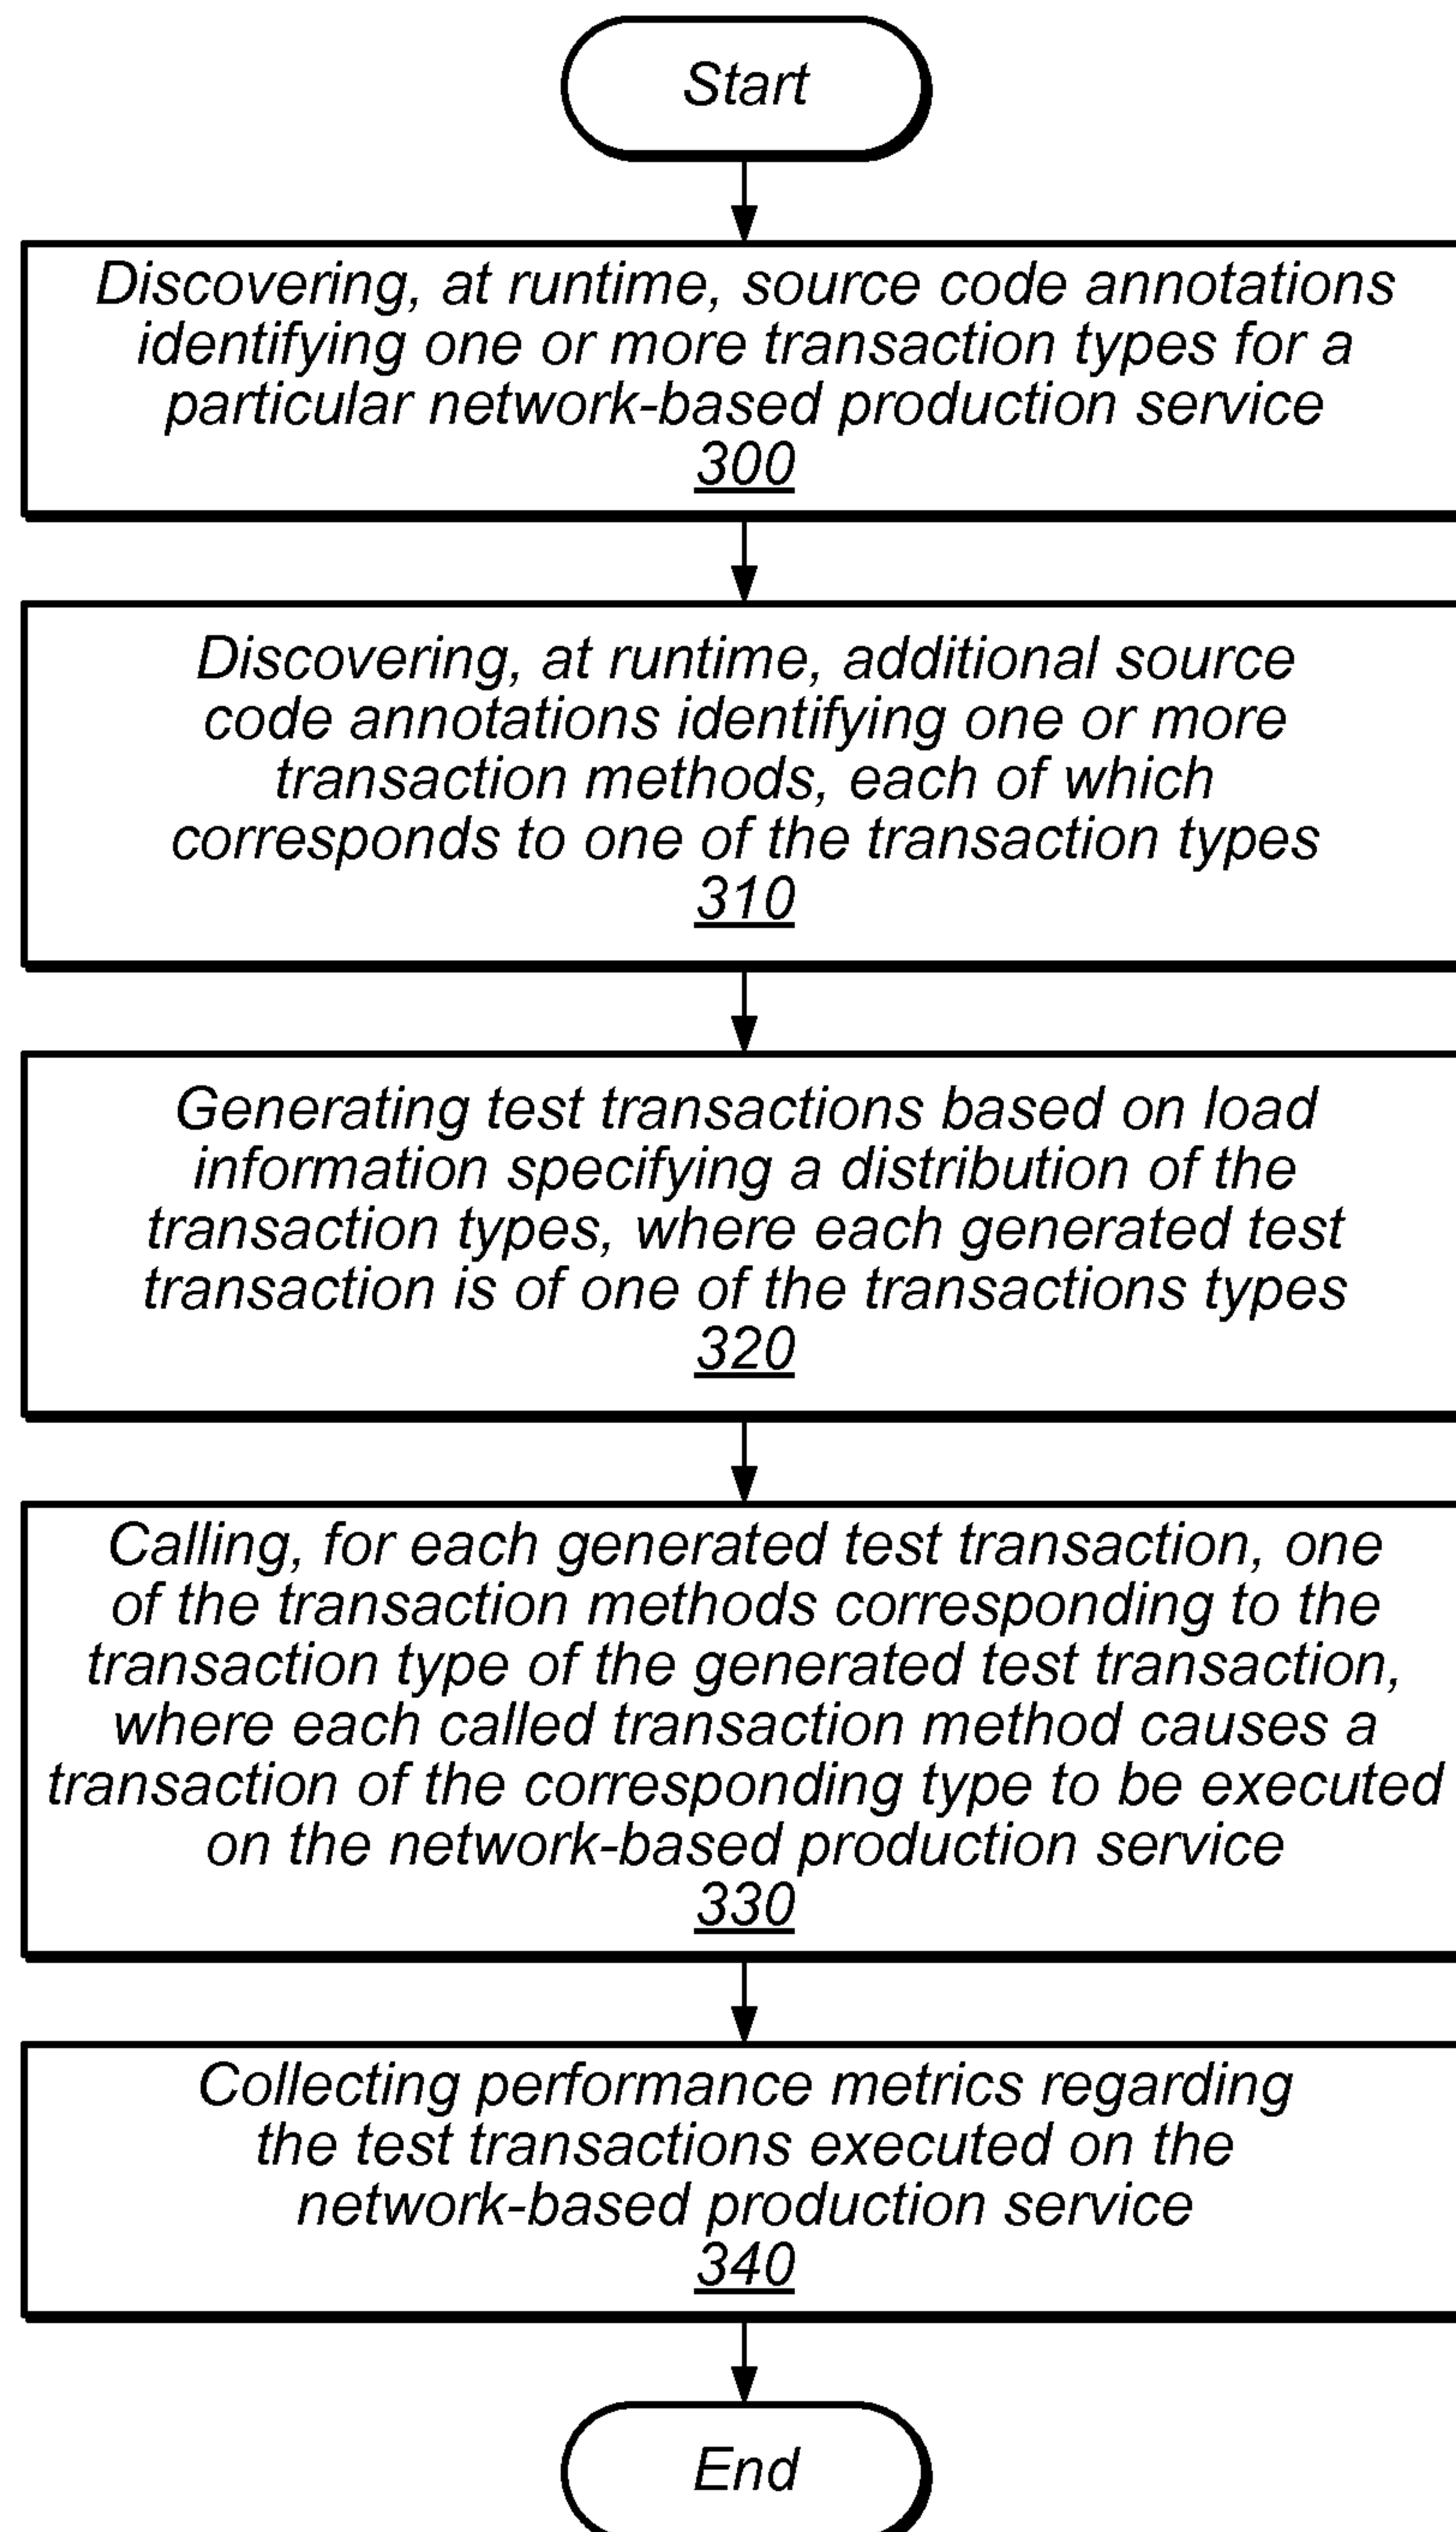 Start
Discovering, at runtime, source code annotations
identifying one or more transaction types for a
particular network-based production service
300
Discovering, at runtime, additional source
code annotations identifying one or more
transaction methods, each of which
corresponds to one of the transaction types
310
Generating test transactions based on load
information specifying a distribution of the
transaction types, where each generated test
transaction is of one of the transactions types
320
Calling, for each generated test transaction, one
of the transaction methods corresponding to the
transaction type of the generated test transaction,
where each called transaction method causes a
transaction of the corresponding type to be executed
on the network-based production service
330
Collecting performance metrics regarding
the test transactions executed on the
network-based production service
340
End